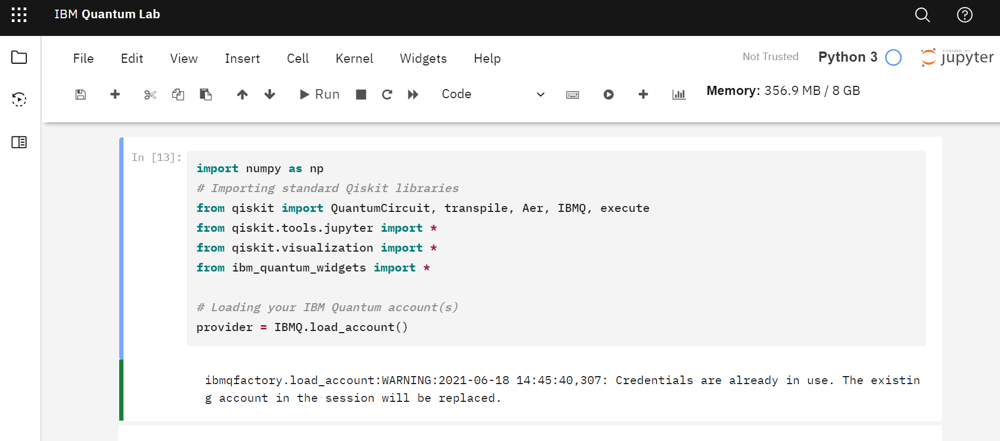 IBM Quantum Lab
File Edit View Insert Cell Kernel Widgets Help
Not Trusted Python 3 POWERED BY jupyter
Run Code Memory: 356.9 MB / 8 GB
In [13]:
import numpy as np
# Importing standard Qiskit libraries
from qiskit import QuantumCircuit, transpile, Aer, IBMQ, execute
from qiskit.tools.jupyter import *
from qiskit.visualization import *
from ibm_quantum_widgets import *
# Loading your IBM Quantum account(s)
provider = IBMQ.load_account()
ibmqfactory.load_account:WARNING:2021-06-18 14:45:40,307: Credentials are already in use. The existin
g account in the session will be replaced.